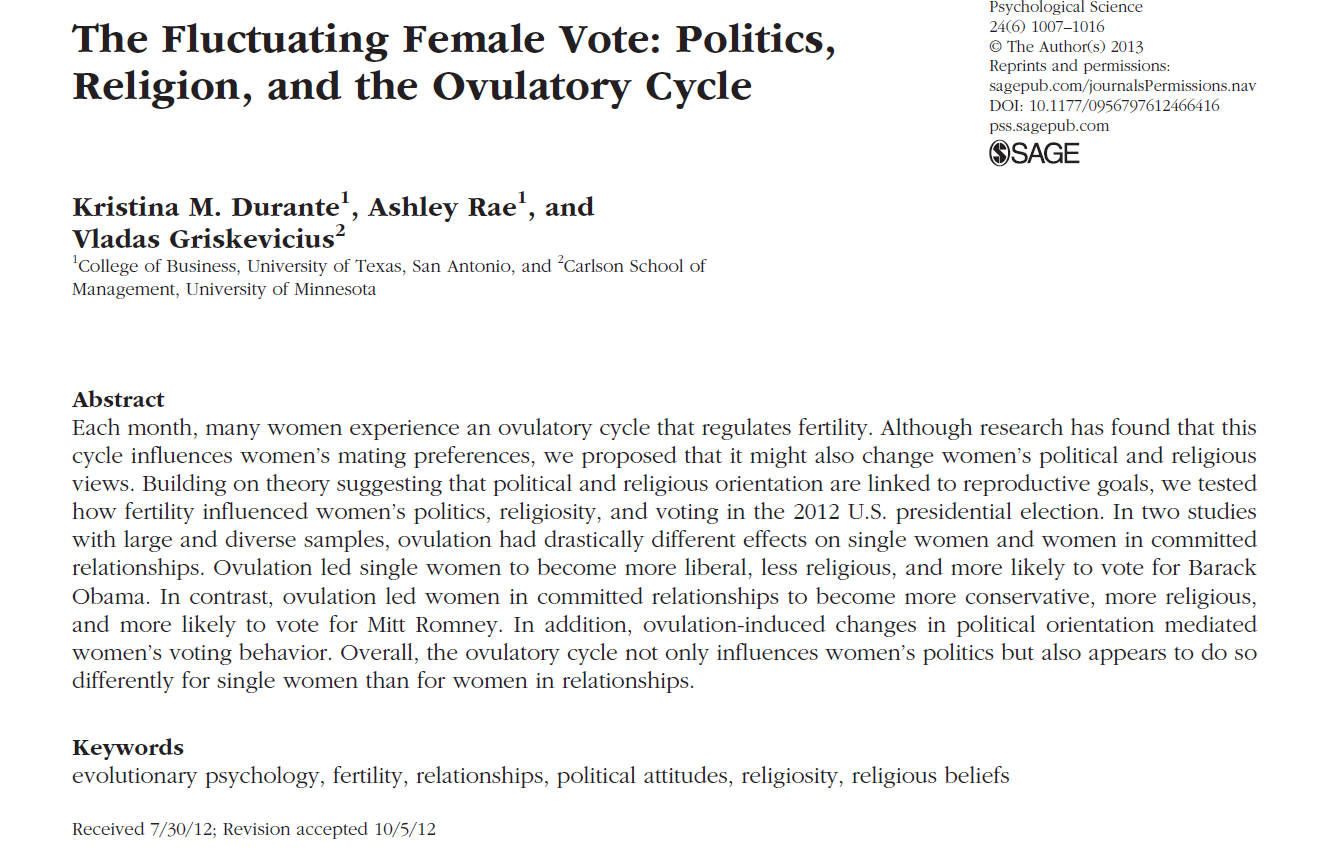 The Fluctuating Female Vote: Politics,
Religion, and the Ovulatory Cycle
Psychological Science
24(6) 1007–1016
© The Author(s) 2013
Reprints and permissions:
sagepub.com/journalsPermissions.nav
DOI: 10.1177/0956797612466416
pss.sagepub.com
SAGE
Kristina M. Durante1, Ashley Rae1, and
Vladas Griskevicius2
1College of Business, University of Texas, San Antonio, and 2Carlson School of
Management, University of Minnesota
Abstract
Each month, many women experience an ovulatory cycle that regulates fertility. Although research has found that this
cycle influences women’s mating preferences, we proposed that it might also change women’s political and religious
views. Building on theory suggesting that political and religious orientation are linked to reproductive goals, we tested
how fertility influenced women’s politics, religiosity, and voting in the 2012 U.S. presidential election. In two studies
with large and diverse samples, ovulation had drastically different effects on single women and women in committed
relationships. Ovulation led single women to become more liberal, less religious, and more likely to vote for Barack
Obama. In contrast, ovulation led women in committed relationships to become more conservative, more religious,
and more likely to vote for Mitt Romney. In addition, ovulation-induced changes in political orientation mediated
women’s voting behavior. Overall, the ovulatory cycle not only influences women’s politics but also appears to do so
differently for single women than for women in relationships.
Keywords
evolutionary psychology, fertility, relationships, political attitudes, religiosity, religious beliefs
Received 7/30/12; Revision accepted 10/5/12